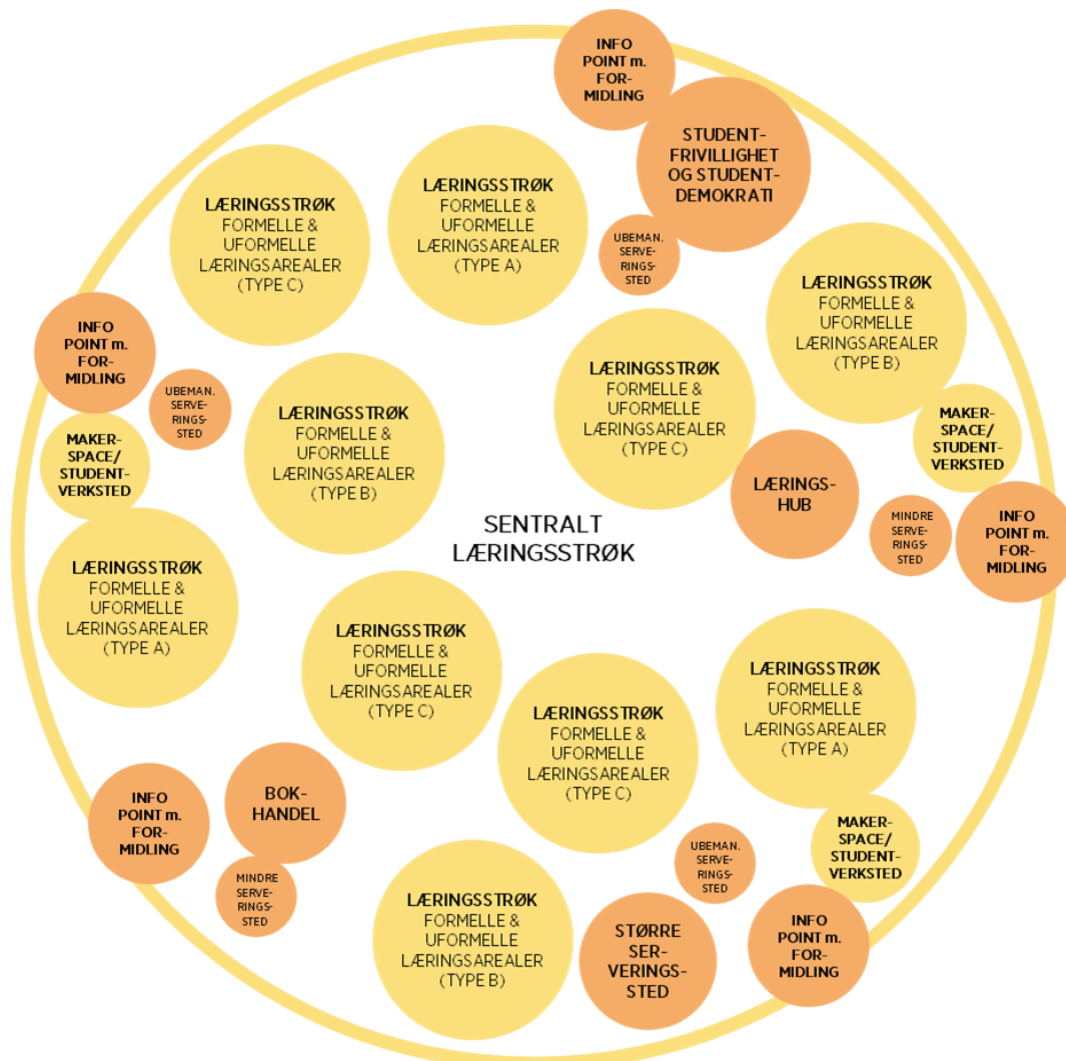 INFO
POINT m.
FOR-
MIDLING
STUDENT-
FRIVILLIGHET
OG STUDENT-
DEMOKRATI
UBEMAN.
SERVE-
RINGS-
STED
LÆRINGSSTRØK
FORMELLE &
UFORMELLE
LÆRINGSAREALER
(TYPE C)
LÆRINGSSTRØK
FORMELLE &
UFORMELLE
LÆRINGSAREALER
(TYPE A)
LÆRINGSSTRØK
FORMELLE &
UFORMELLE
LÆRINGSAREALER
(TYPE B)
INFO
POINT m.
FOR-
MIDLING
UBEMAN.
SERVE-
RINGS-
STED
MAKER-
SPACE/
STUDENT-
VERKSTED
LÆRINGSSTRØK
FORMELLE &
UFORMELLE
LÆRINGSAREALER
(TYPE B)
LÆRINGSSTRØK
FORMELLE &
UFORMELLE
LÆRINGSAREALER
(TYPE C)
MAKER-
SPACE/
STUDENT-
VERKSTED
LÆRINGS-
HUB
MINDRE
SERVE-
RINGS-
STED
INFO
POINT m.
FOR-
MIDLING
SENTRALT
LÆRINGSSTRØK
LÆRINGSSTRØK
FORMELLE &
UFORMELLE
LÆRINGSAREALER
(TYPE A)
LÆRINGSSTRØK
FORMELLE &
UFORMELLE
LÆRINGSAREALER
(TYPE C)
LÆRINGSSTRØK
FORMELLE &
UFORMELLE
LÆRINGSAREALER
(TYPE C)
LÆRINGSSTRØK
FORMELLE &
UFORMELLE
LÆRINGSAREALER
(TYPE A)
INFO
POINT m.
FOR-
MIDLING
BOK-
HANDEL
MINDRE
SERVE-
RINGS-
STED
LÆRINGSSTRØK
FORMELLE &
UFORMELLE
LÆRINGSAREALER
(TYPE B)
UBEMAN.
SERVE-
RINGS-
STED
MAKER-
SPACE/
STUDENT-
VERKSTED
STØRRE
SER-
VERINGS-
STED
INFO
POINT m.
FOR-
MIDLING